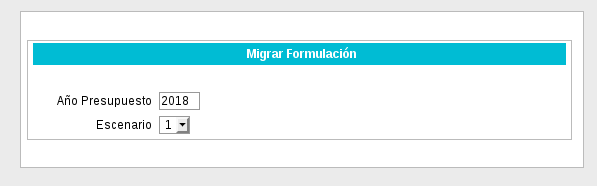 Migrar Formulación
Año Presupuesto 2018
Escenario 1